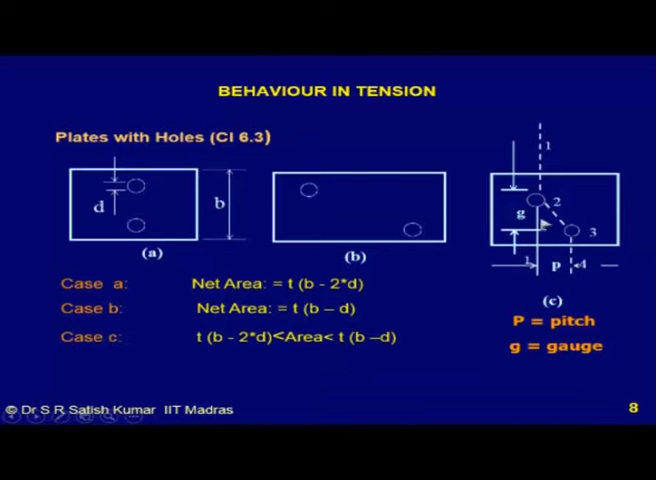 BEHAVIOUR IN TENSION
Plates with Holes (Cl 6.3)
d
b
(a)
(b)
1
g
2
3
1
p
4
(c)
Case a: Net Area: = t (b - 2*d)
Case b: Net Area: = t (b – d)
Case c: t (b - 2*d)<Area< t (b –d)
P = pitch
g = gauge
© Dr S R Satish Kumar IIT Madras
8